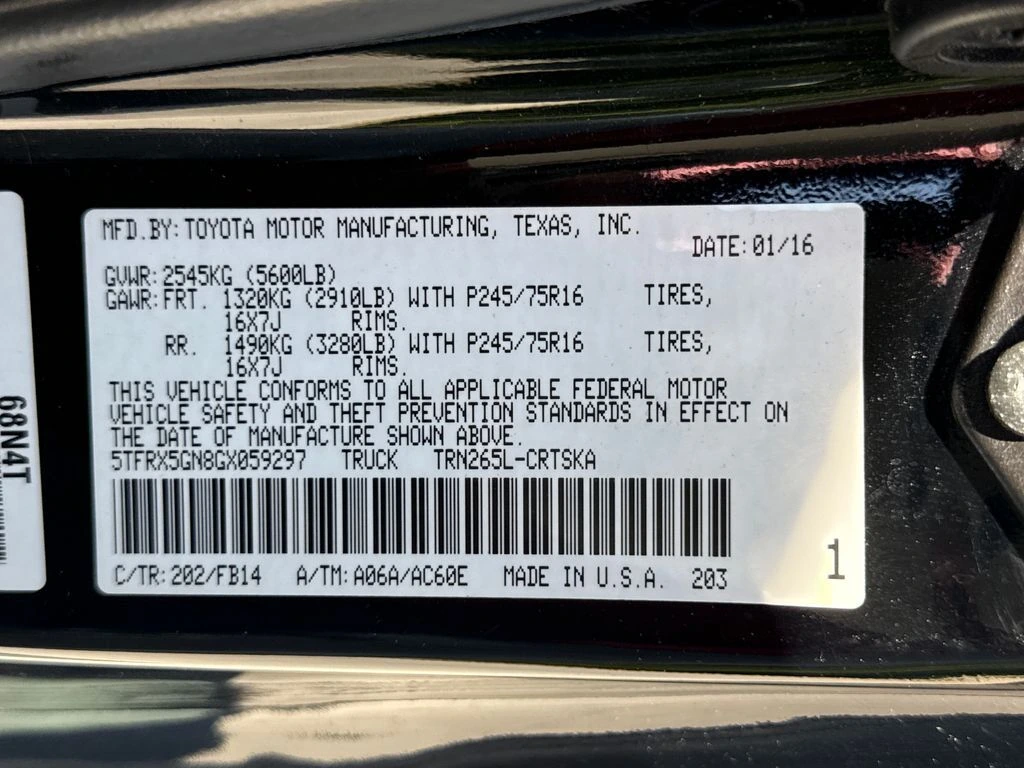 MFD.BY:TOYOTA MOTOR MANUFACTURING, TEXAS, INC.
DATE:01/16
GVWR:2545KG (5600LB)
GAWR:FRT. 1320KG (2910LB) WITH P245/75R16 TIRES,
16X7J RIMS.
RR. 1490KG (3280LB) WITH P245/75R16 TIRES,
16X7J RIMS.
THIS VEHICLE CONFORMS TO ALL APPLICABLE FEDERAL MOTOR
VEHICLE SAFETY AND THEFT PREVENTION STANDARDS IN EFFECT ON
THE DATE OF MANUFACTURE SHOWN ABOVE.
5TFRX5GN8GX059297 TRUCK TRN265L-CRTSKA
C/TR:202/FB14 A/TM:A06A/AC60E MADE IN U.S.A. 203
1
68N4T